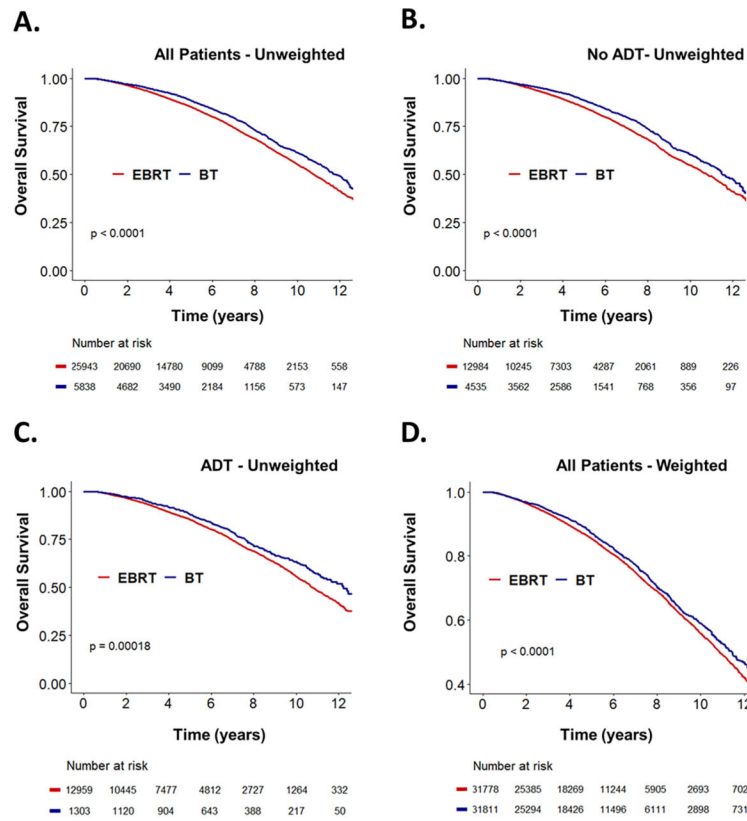 A.
All Patients - Unweighted
1.00
0.75
0.50
0.25
0.00
Overall Survival
EBRT BT
p < 0.0001
0 2 4 6 8 10 12
Time (years)
Number at risk
25943 20690 14780 9099 4788 2153 558
5838 4682 3490 2184 1156 573 147
B.
No ADT- Unweighted
1.00
0.75
0.50
0.25
0.00
Overall Survival
EBRT BT
p < 0.0001
0 2 4 6 8 10 12
Time (years)
Number at risk
12984 10245 7303 4287 2061 889 226
4535 3562 2586 1541 768 356 97
C.
ADT - Unweighted
1.00
0.75
0.50
0.25
0.00
Overall Survival
EBRT BT
p = 0.00018
0 2 4 6 8 10 12
Time (years)
Number at risk
12959 10445 7477 4812 2727 1264 332
1303 1120 904 643 388 217 50
D.
All Patients - Weighted
1.0
0.8
0.6
0.4
Overall Survival
EBRT BT
p < 0.0001
0 2 4 6 8 10 12
Time (years)
Number at risk
31778 25385 18269 11244 5905 2693 702
31811 25294 18426 11496 6111 2898 731